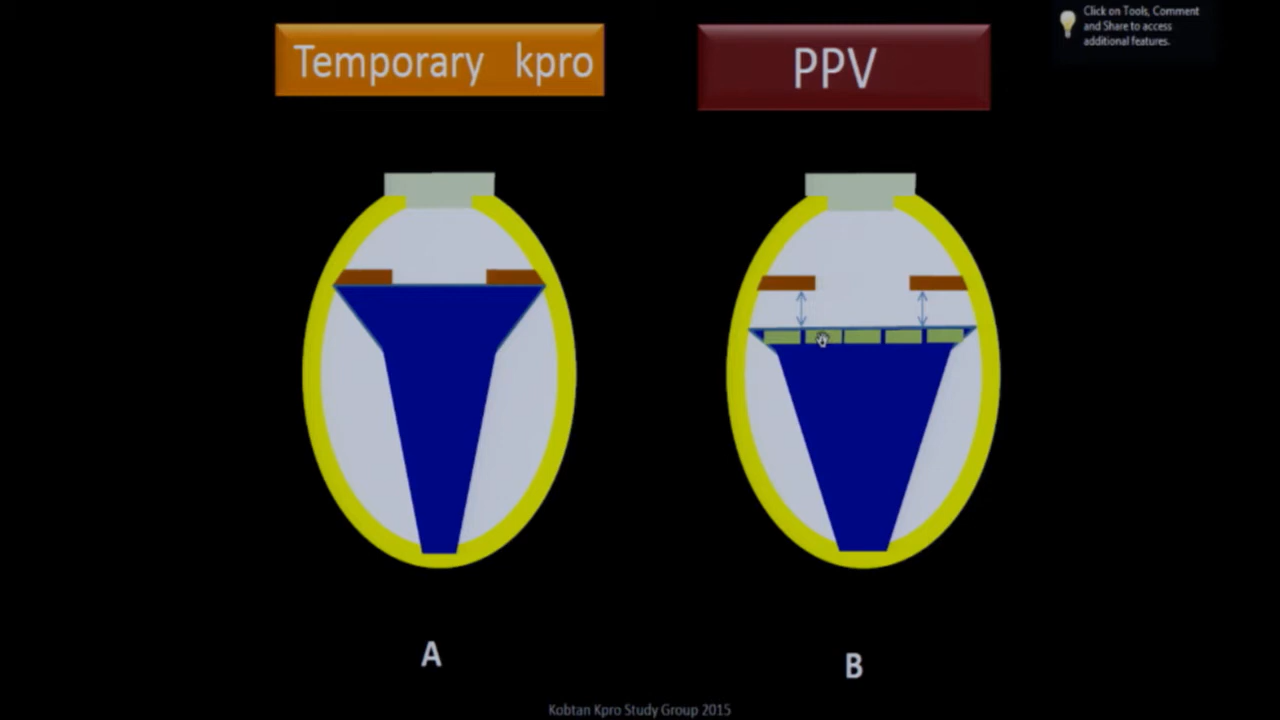 Temporary kpro
PPV
Click on Tools, Comment
and Share to access
additional features.
A
B
Kobtan Kpro Study Group 2015